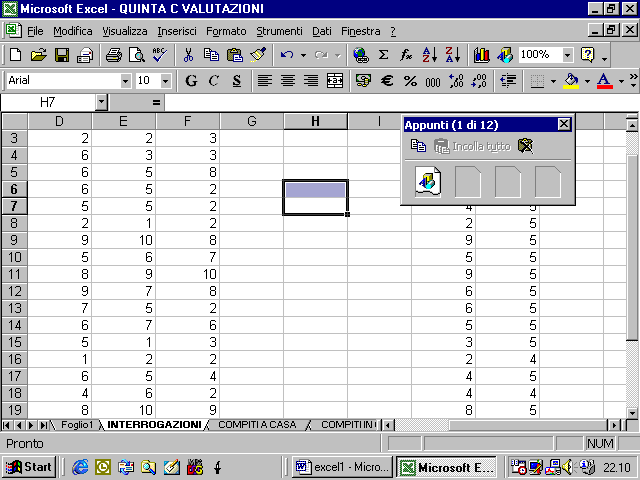 Microsoft Excel - QUINTA C VALUTAZIONI
File Modifica Visualizza Inserisci Formato Strumenti Dati Finestra ?
Σ fx 100%
Arial 10 G C S € % 000
H7 =
D E F G H I
Appunti (1 di 12)
Incolla tutto
3 2 2 3
4 6 3 3
5 6 5 8
6 6 5 2
7 5 5 2 4 5
8 2 1 2 2 5
9 9 10 8 9 5
10 5 6 7 5 5
11 8 9 10 9 5
12 9 7 8 6 5
13 7 5 2 6 5
14 6 7 6 5 5
15 5 1 3 3 5
16 1 2 2 2 4
17 6 5 4 4 5
18 4 6 2 4 4
19 8 10 9 8 5
Foglio1 INTERROGAZIONI COMPITI A CASA COMPITI IN
Pronto NUM
Start excel1 - Micro... Microsoft E... 22.10